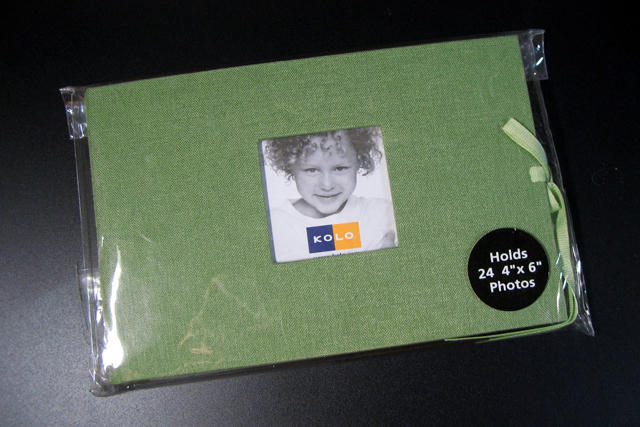 KOLO
Holds
24 4"x 6"
Photos